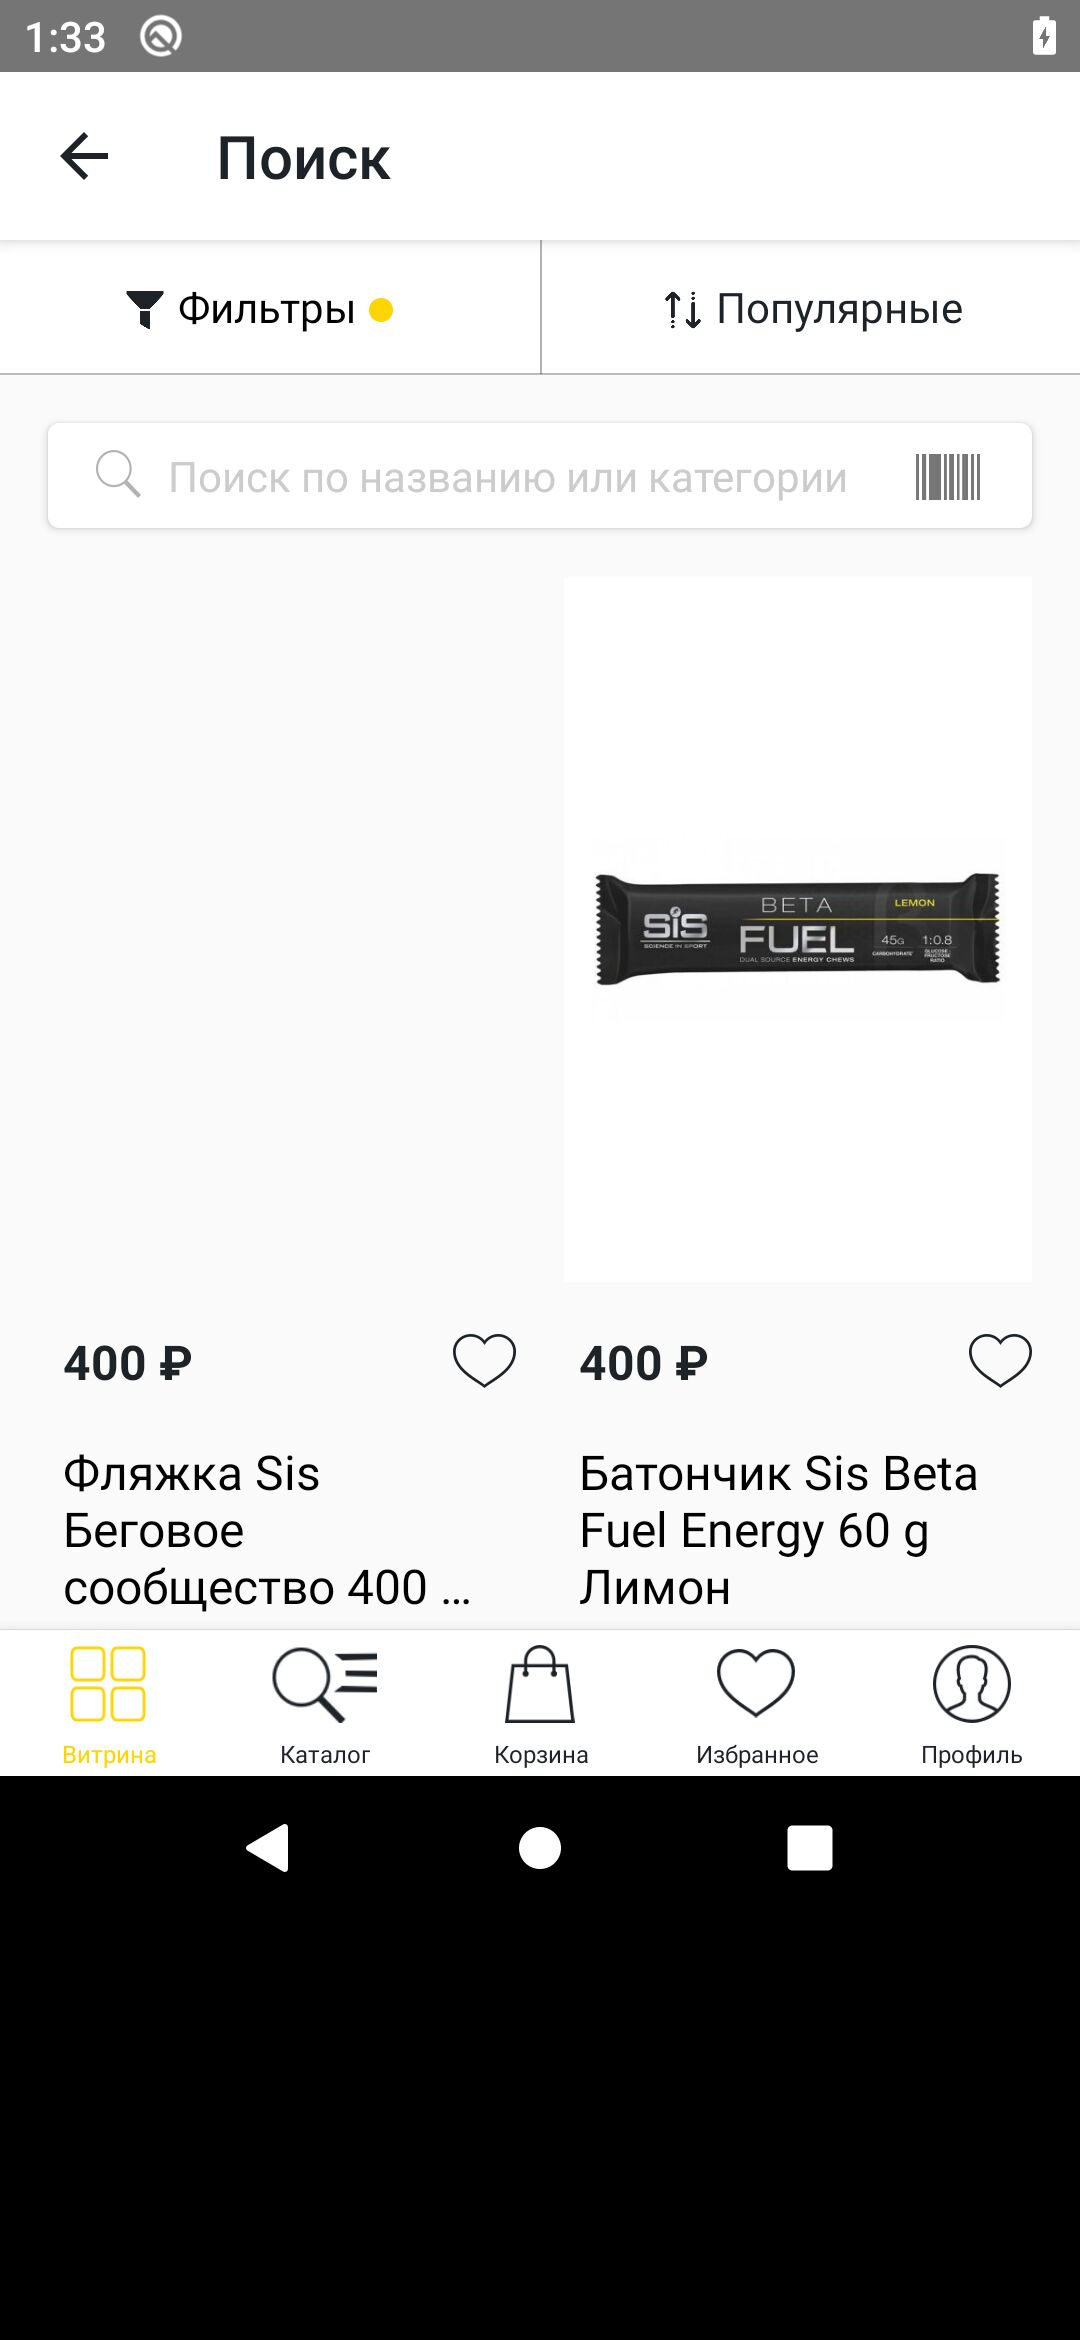 1:33
Поиск
Фильтры
Популярные
Поиск по названию или категории
BETA
LEMON
SiS
SCIENCE IN SPORT
FUEL
45G
1:0.8
CARBOHYDRATE
GLUCOSE:
FRUCTOSE
RATIO
DUAL SOURCE ENERGY CHEWS
400 ₽
400 ₽
Фляжка Sis
Беговое
сообщество 400 ...
Батончик Sis Beta
Fuel Energy 60 g
Лимон
Витрина
Каталог
Корзина
Избранное
Профиль